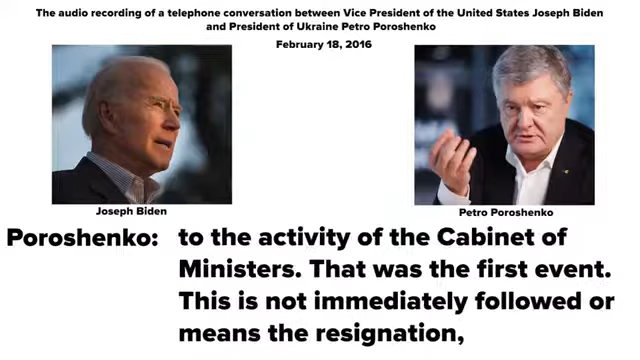 The audio recording of a telephone conversation between Vice President of the United States Joseph Biden
and President of Ukraine Petro Poroshenko
February 18, 2016
Joseph Biden
Petro Poroshenko
Poroshenko: to the activity of the Cabinet of
Ministers. That was the first event.
This is not immediately followed or
means the resignation,